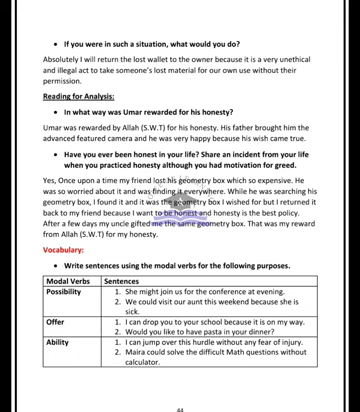 • If you were in such a situation, what would you do?
Absolutely I will return the lost wallet to the owner because it is a very unethical
and illegal act to take someone's lost material for our own use without their
permission.
Reading for Analysis:
• In what way was Umar rewarded for his honesty?
Umar was rewarded by Allah (S.W.T) for his honesty. His father brought him the
advanced featured camera and he was very happy because his wish came true.
• Have you ever been honest in your life? Share an incident from your life
when you practiced honesty although you had motivation for greed.
Yes, Once upon a time my friend lost his geometry box which so expensive. He
was so worried about it and was finding it everywhere. While he was searching his
geometry box, I found it and it was the geometry box I wished for but I returned it
back to my friend because I want to be honest and honesty is the best policy.
After a few days my uncle gifted me the same geometry box. That was my reward
from Allah (S.W.T) for my honesty.
Vocabulary:
• Write sentences using the modal verbs for the following purposes.
Modal Verbs Sentences
Possibility 1. She might join us for the conference at evening.
2. We could visit our aunt this weekend because she is
sick.
Offer 1. I can drop you to your school because it is on my way.
2. Would you like to have pasta in your dinner?
Ability 1. I can jump over this hurdle without any fear of injury.
2. Maira could solve the difficult Math questions without
calculator.
44